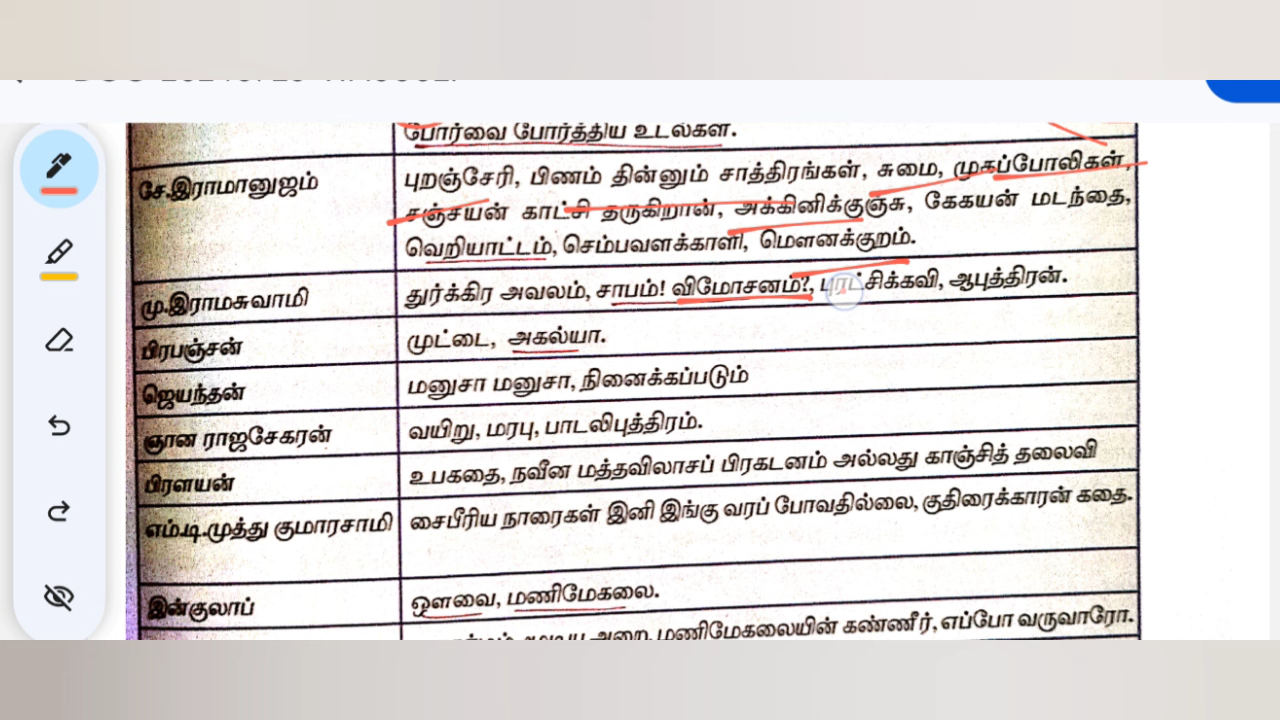 போர்வை போர்த்திய உடல்கள்.
சே.இராமானுஜம்
புறஞ்சேரி, பிணம் தின்னும் சாத்திரங்கள், சுமை, முகப்போலிகள்,
சஞ்சயன் காட்சி தருகிறான், அக்கினிக்குஞ்சு, கேகயன் மடந்தை,
வெறியாட்டம், செம்பவளக்காளி, மௌனக்குறம்.
மு.இராமசுவாமி
துர்க்கிர அவலம், சாபம்! விமோசனம்?, புரட்சிக்கவி, ஆபுத்திரன்.
பிரபஞ்சன்
முட்டை, அகல்யா.
ஜெயந்தன்
மனுசா மனுசா, நினைக்கப்படும்
ஞான ராஜசேகரன்
வயிறு, மரபு, பாடலிபுத்திரம்.
பிரளயன்
உபகதை, நவீன மத்தவிலாசப் பிரகடனம் அல்லது காஞ்சித் தலைவி
எம்.டி.முத்து குமாரசாமி
சைபீரிய நாரைகள் இனி இங்கு வரப் போவதில்லை, குதிரைக்காரன் கதை.
இன்குலாப்
ஔவை, மணிமேகலை.
அறை, மணிமேகலையின் கண்ணீர், எப்போ வருவாரோ.